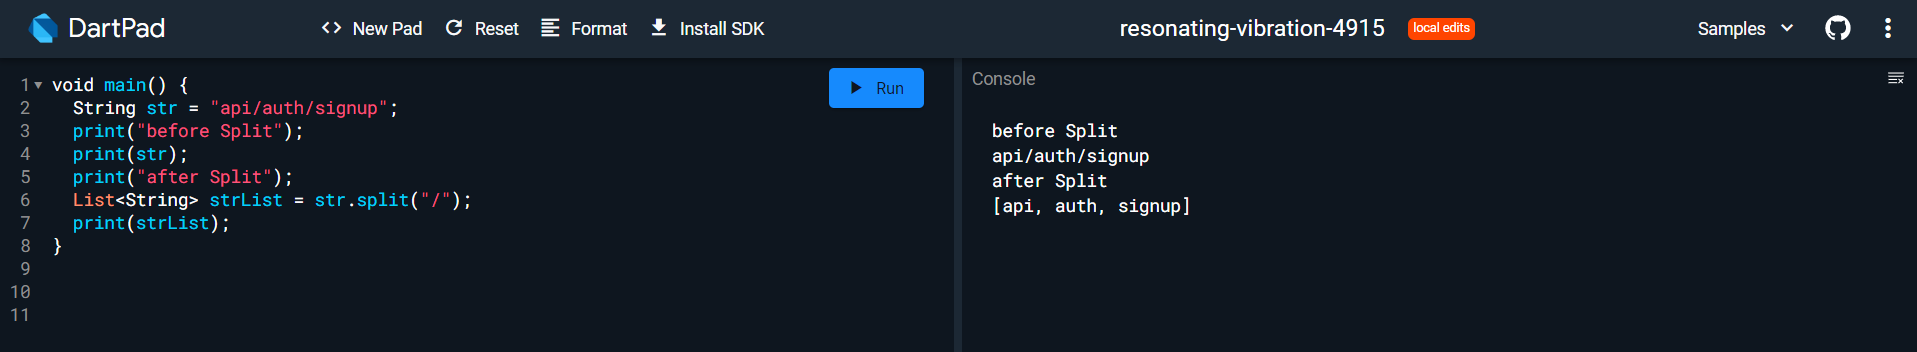 DartPad <> New Pad Reset Format Install SDK resonating-vibration-4915 local edits Samples
1 void main() {
2   String str = "api/auth/signup";
3   print("before Split");
4   print(str);
5   print("after Split");
6   List<String> strList = str.split("/");
7   print(strList);
8 }
9
10
11
Run
Console
before Split
api/auth/signup
after Split
[api, auth, signup]